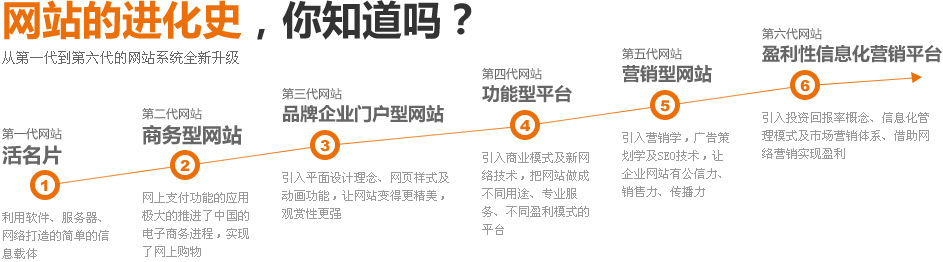 网站的进化史，你知道吗？
从第一代到第六代的网站系统全新升级
第一代网站
活名片
1
利用软件、服务器、
网络打造的简单的信
息载体
第二代网站
商务型网站
2
网上支付功能的应用
极大的推进了中国的
电子商务进程，实现
了网上购物
第三代网站
品牌企业门户型网站
3
引入平面设计理念、网页样式及
动画功能，让网站变得更精美，
观赏性更强
第四代网站
功能型平台
4
引入商业模式及新网
络技术，把网站做成
不同用途、专业服
务、不同盈利模式的
平台
第五代网站
营销型网站
5
引入营销学，广告策
划学及SEO技术，让
企业网站有公信力、
销售力、传播力
第六代网站
盈利性信息化营销平台
6
引入投资回报率概念、信息化管
理模式及市场营销体系、借助网
络营销实现盈利